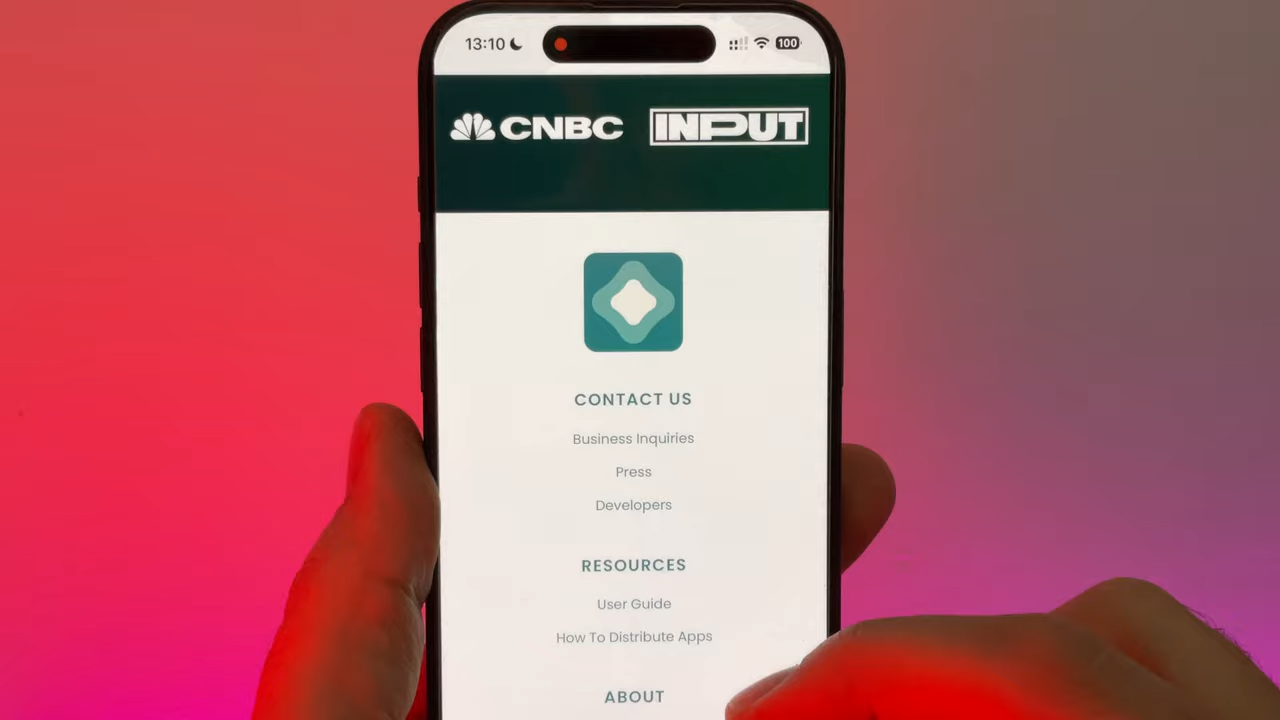 13:10
100
CNBC INPUT
CONTACT US
Business Inquiries
Press
Developers
RESOURCES
User Guide
How To Distribute Apps
ABOUT